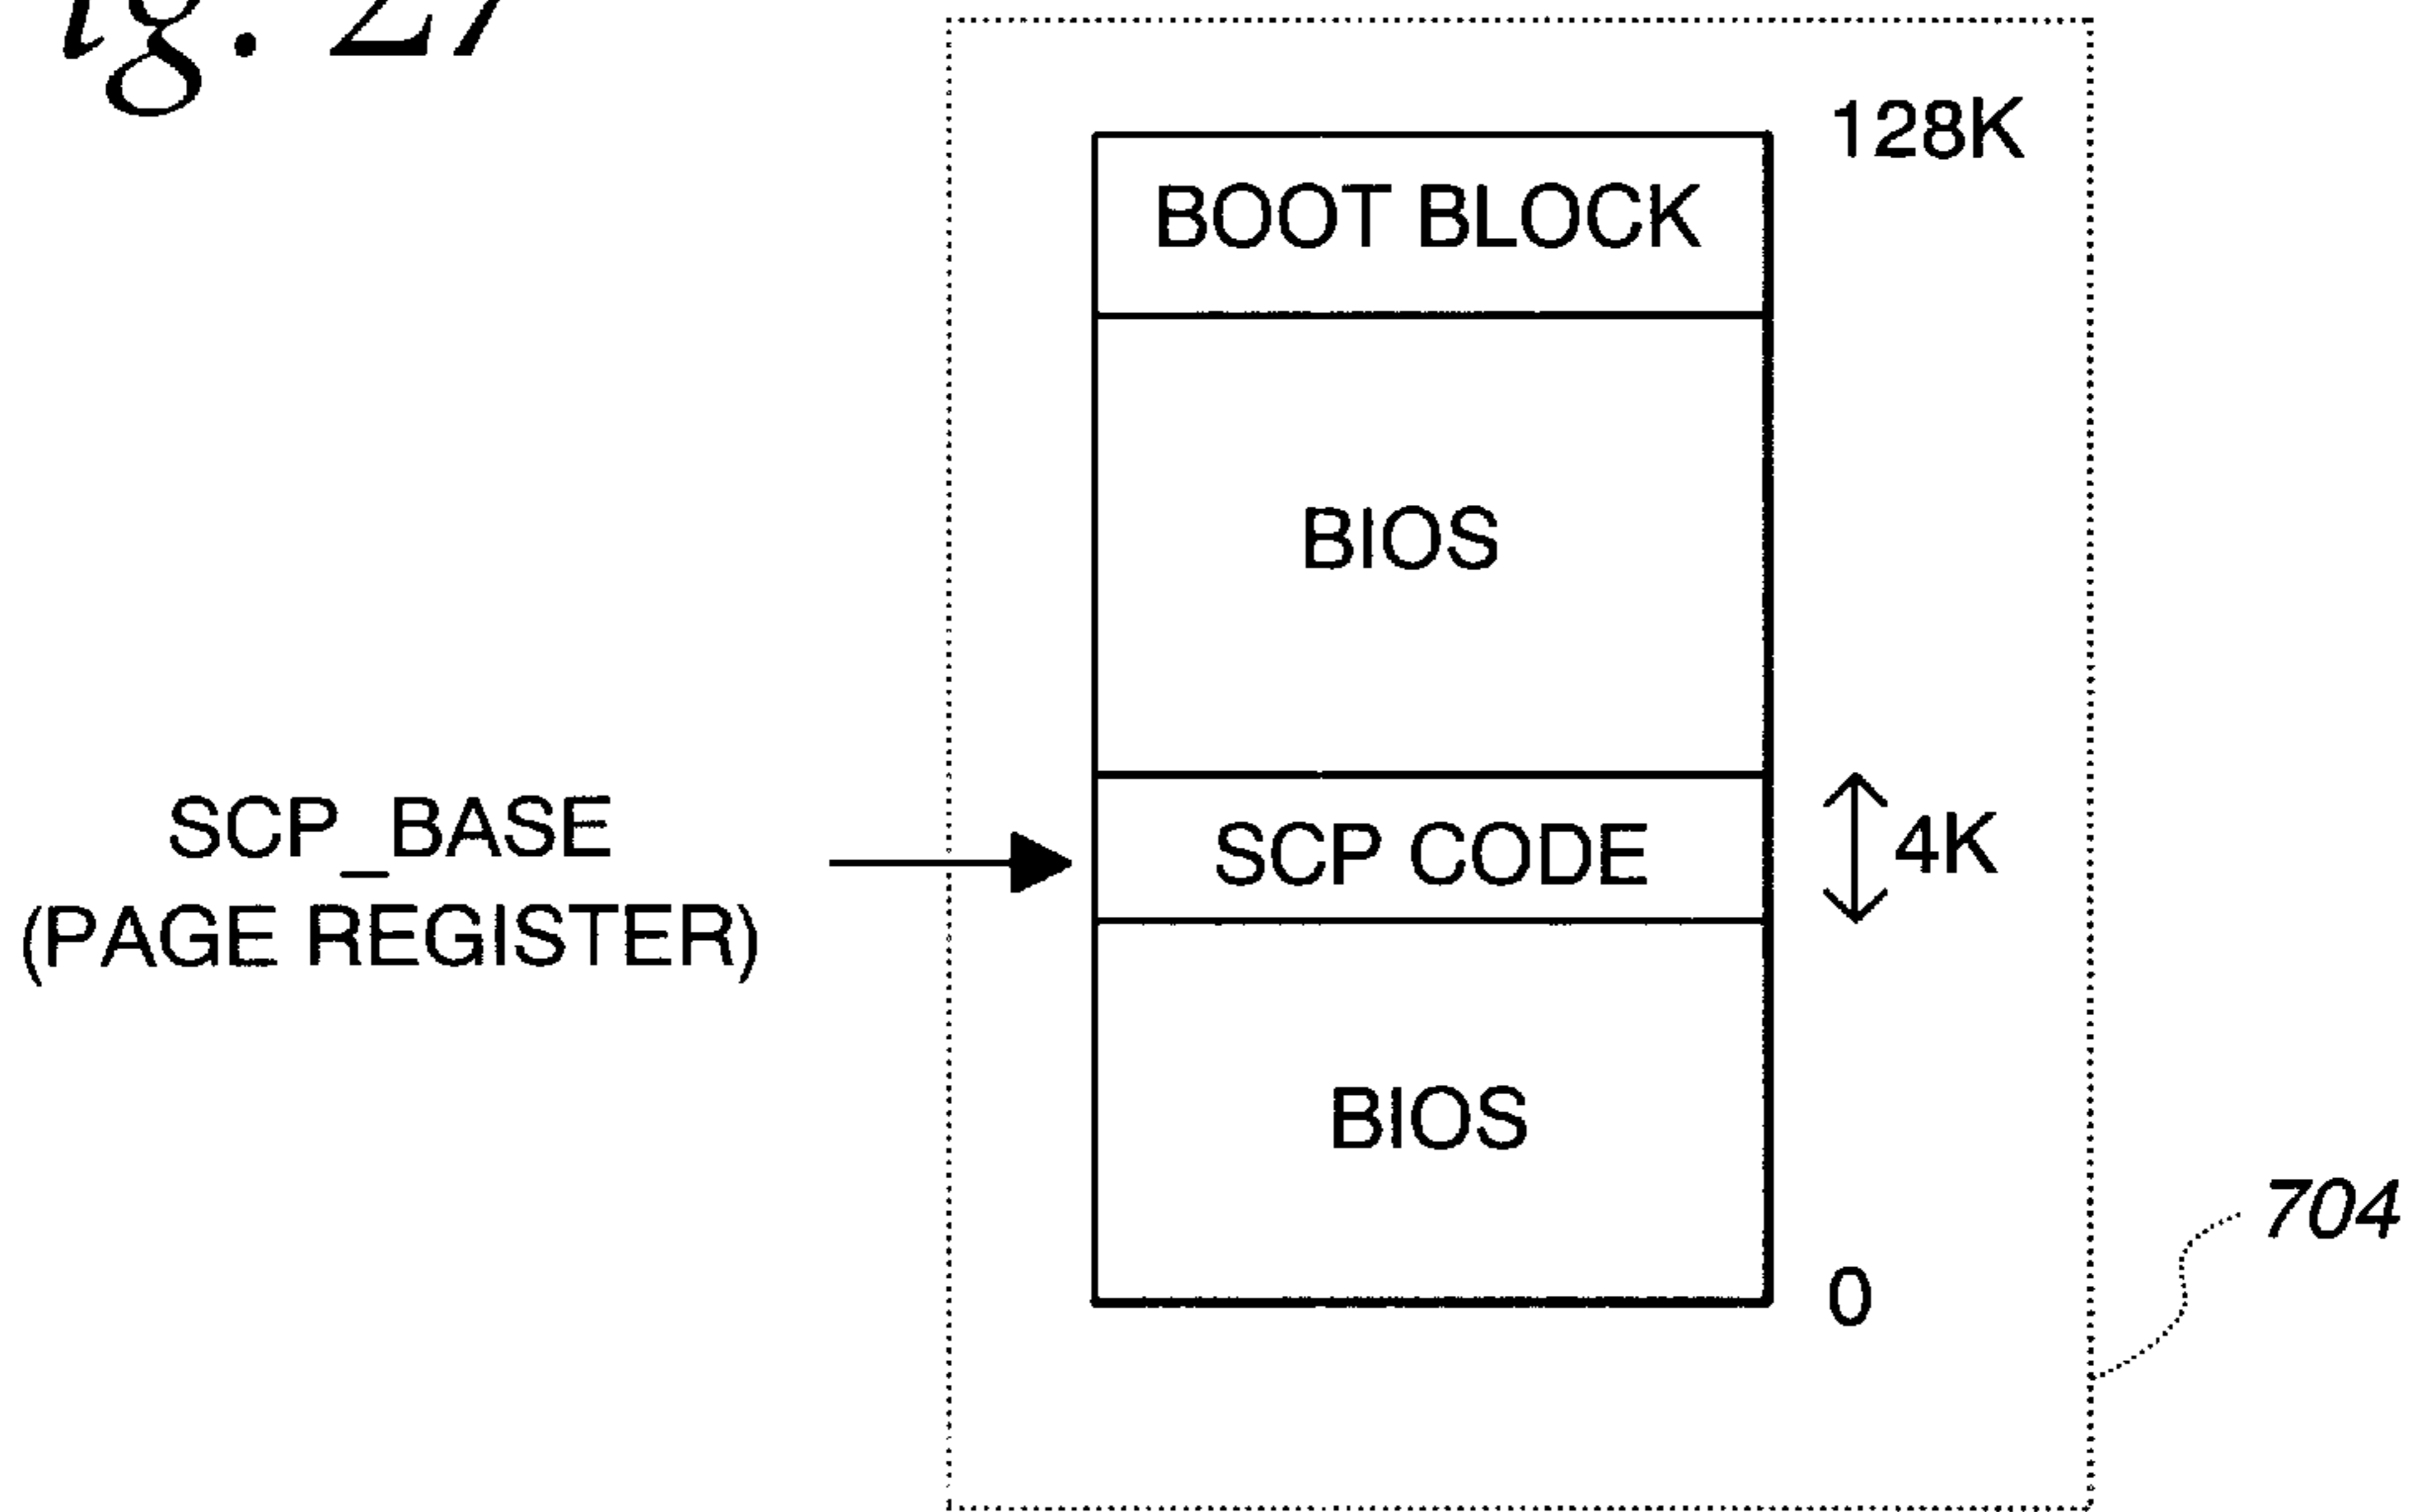 ig. 27
128K
BOOT BLOCK
BIOS
SCP_BASE
(PAGE REGISTER)
SCP CODE
4K
BIOS
704
0